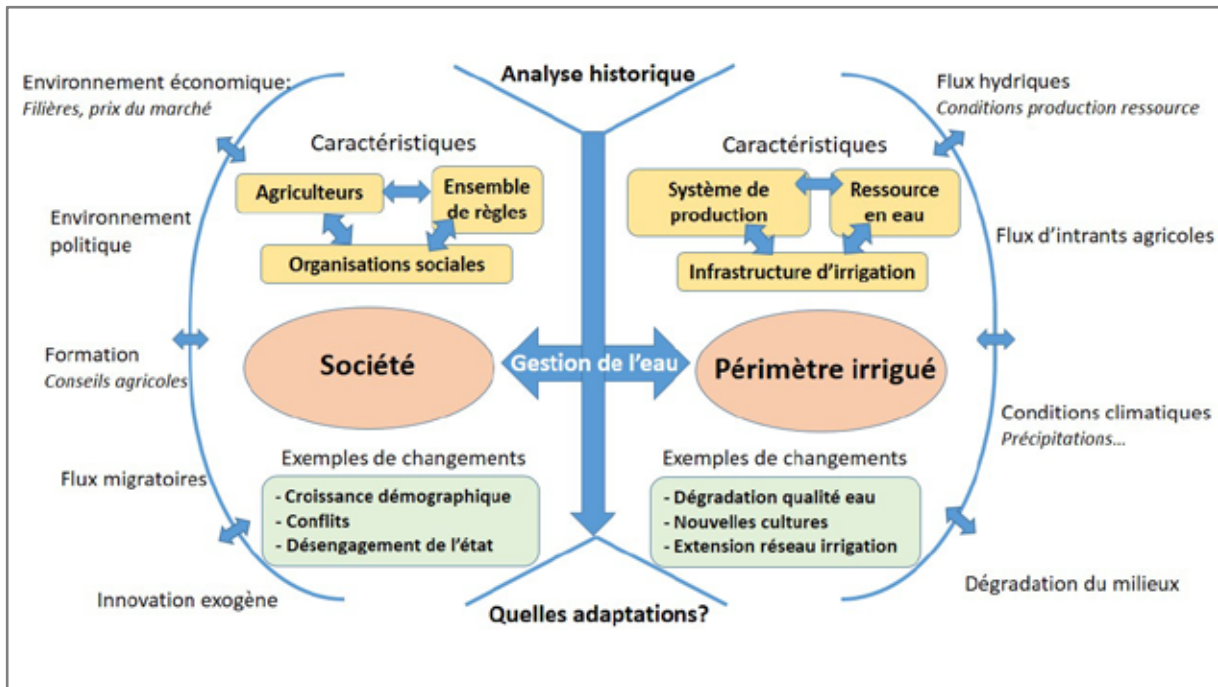 Analyse historique
Environnement économique:
Filières, prix du marché
Environnement
politique
Formation
Conseils agricoles
Flux migratoires
Innovation exogène
Caractéristiques
Agriculteurs
Ensemble
de règles
Organisations sociales
Société
Exemples de changements
- Croissance démographique
- Conflits
- Désengagement de l'état
Gestion de l'eau
Caractéristiques
Système de
production
Ressource
en eau
Infrastructure d'irrigation
Périmètre irrigué
Exemples de changements
- Dégradation qualité eau
- Nouvelles cultures
- Extension réseau irrigation
Flux hydriques
Conditions production ressource
Flux d'intrants agricoles
Conditions climatiques
Précipitations...
Dégradation du milieux
Quelles adaptations?